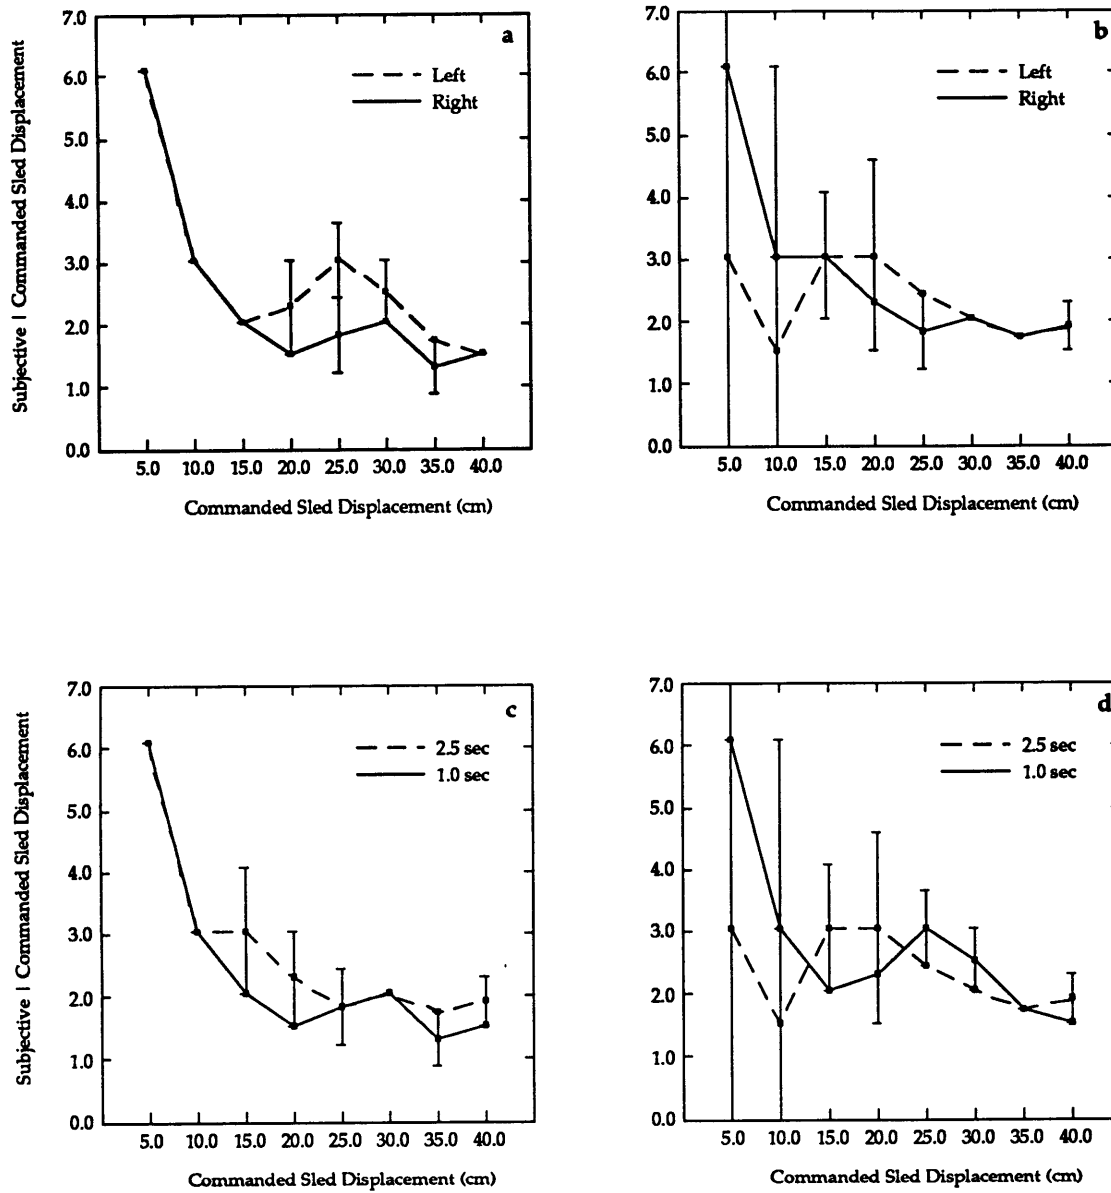 a
Left
Right
7.0
6.0
5.0
4.0
3.0
2.0
1.0
0.0
Subjective | Commanded Sled Displacement
5.0 10.0 15.0 20.0 25.0 30.0 35.0 40.0
Commanded Sled Displacement (cm)
b
Left
Right
7.0
6.0
5.0
4.0
3.0
2.0
1.0
0.0
5.0 10.0 15.0 20.0 25.0 30.0 35.0 40.0
Commanded Sled Displacement (cm)
c
2.5 sec
1.0 sec
7.0
6.0
5.0
4.0
3.0
2.0
1.0
0.0
Subjective | Commanded Sled Displacement
5.0 10.0 15.0 20.0 25.0 30.0 35.0 40.0
Commanded Sled Displacement (cm)
d
2.5 sec
1.0 sec
7.0
6.0
5.0
4.0
3.0
2.0
1.0
0.0
5.0 10.0 15.0 20.0 25.0 30.0 35.0 40.0
Commanded Sled Displacement (cm)